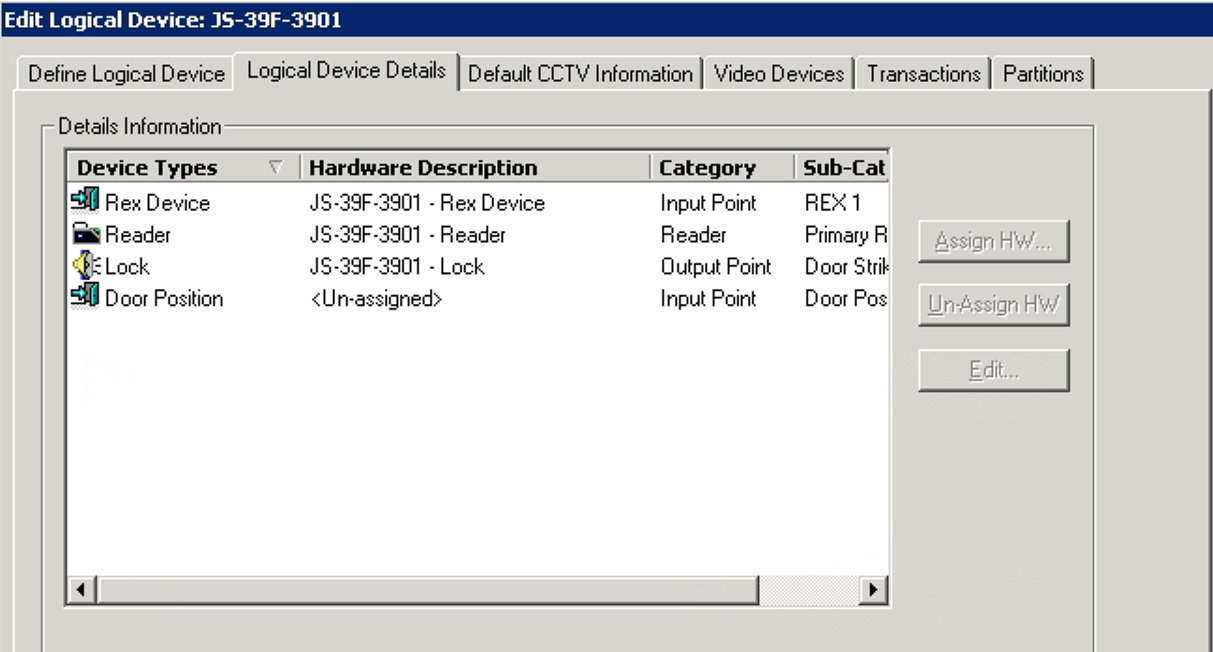 Edit Logical Device: JS-39F-3901
Define Logical Device Logical Device Details Default CCTV Information Video Devices Transactions Partitions
Details Information
Device Types Hardware Description Category Sub-Cat
Rex Device JS-39F-3901 - Rex Device Input Point REX 1
Reader JS-39F-3901 - Reader Reader Primary R
Assign HW...
Lock JS-39F-3901 - Lock Output Point Door Strik
Door Position <Un-assigned> Input Point Door Pos
Un-Assign HW
Edit...